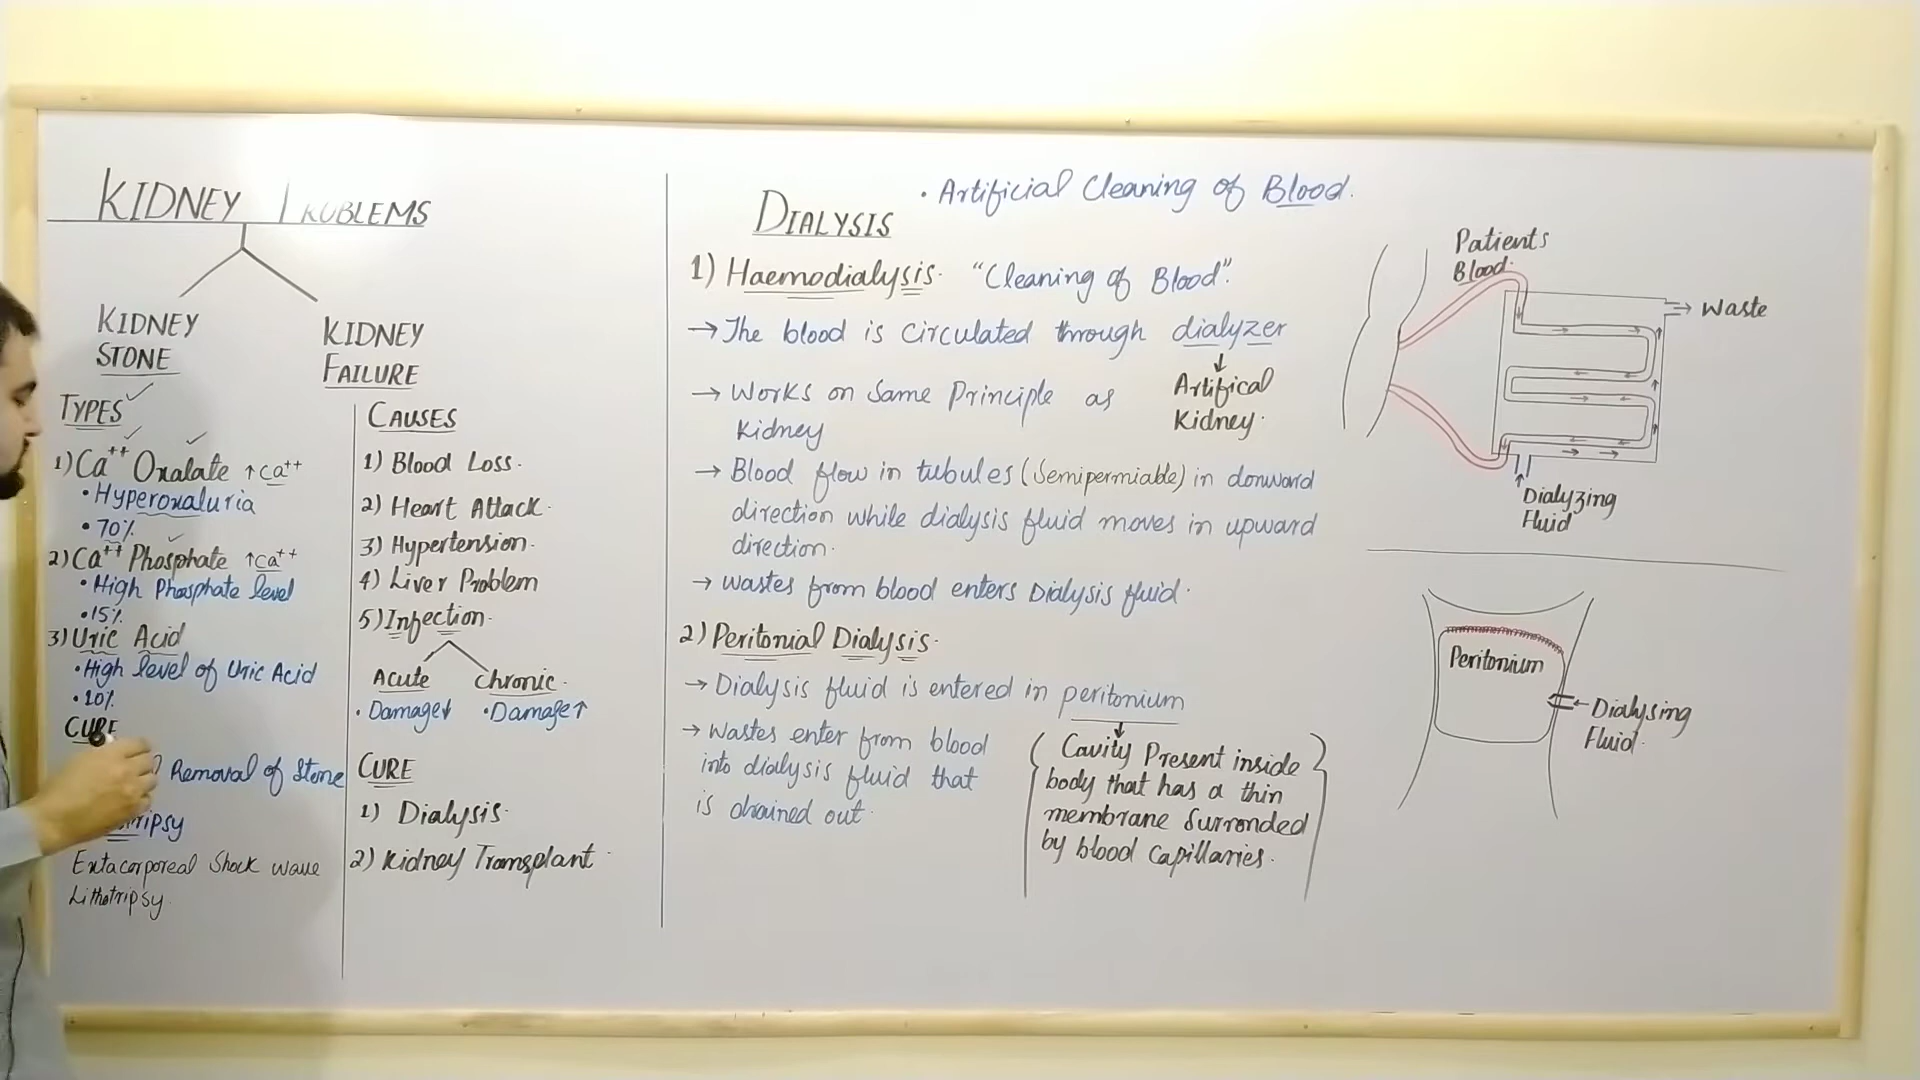 KIDNEY PROBLEMS
KIDNEY
STONE
TYPES
1) Ca++ Oxalate ↑ Ca++
• Hyperoxaluria
• 70%
2) Ca++ Phosphate ↑ Ca++
• High Phosphate level
• 15%
3) Uric Acid
• High level of Uric Acid
• 10%
CURE
Removal of Stone
tripsy
Extacorporeal Shock wave
Lithotripsy.
KIDNEY
FAILURE
CAUSES
1) Blood Loss.
2) Heart Attack.
3) Hypertension.
4) Liver Problem
5) Infection.
Acute chronic.
• Damage↓ • Damage↑
CURE
1) Dialysis.
2) Kidney Transplant.
DIALYSIS
• Artificial Cleaning of Blood.
1) Haemodialysis. "Cleaning of Blood".
→ The blood is circulated through dialyzer
↓
Artifical
Kidney.
→ Works on Same Principle as
Kidney
→ Blood flow in tubules (Semipermiable) in donward
direction while dialysis fluid moves in upward
direction.
→ wastes from blood enters Dialysis fluid.
2) Peritonial Dialysis.
→ Dialysis fluid is entered in peritonium
→ Wastes enter from blood
into dialysis fluid that
is drained out.
Cavity Present inside
body that has a thin
membrane Surronded
by blood Capillaries.
Patients
Blood.
→ Waste
Dialyzing
Fluid
Peritonium
← Dialysing
Fluid.